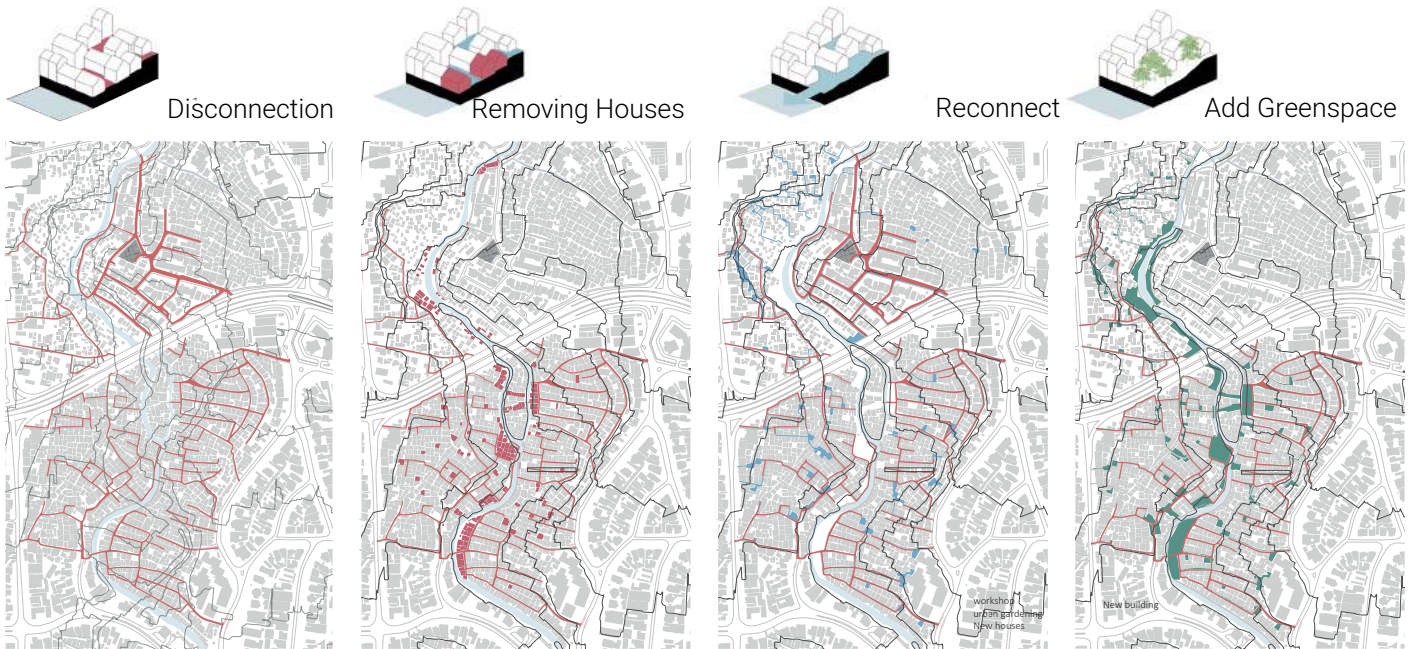 Disconnection
Removing Houses
Reconnect
Add Greenspace
workshop
urban gardening
New houses
New building